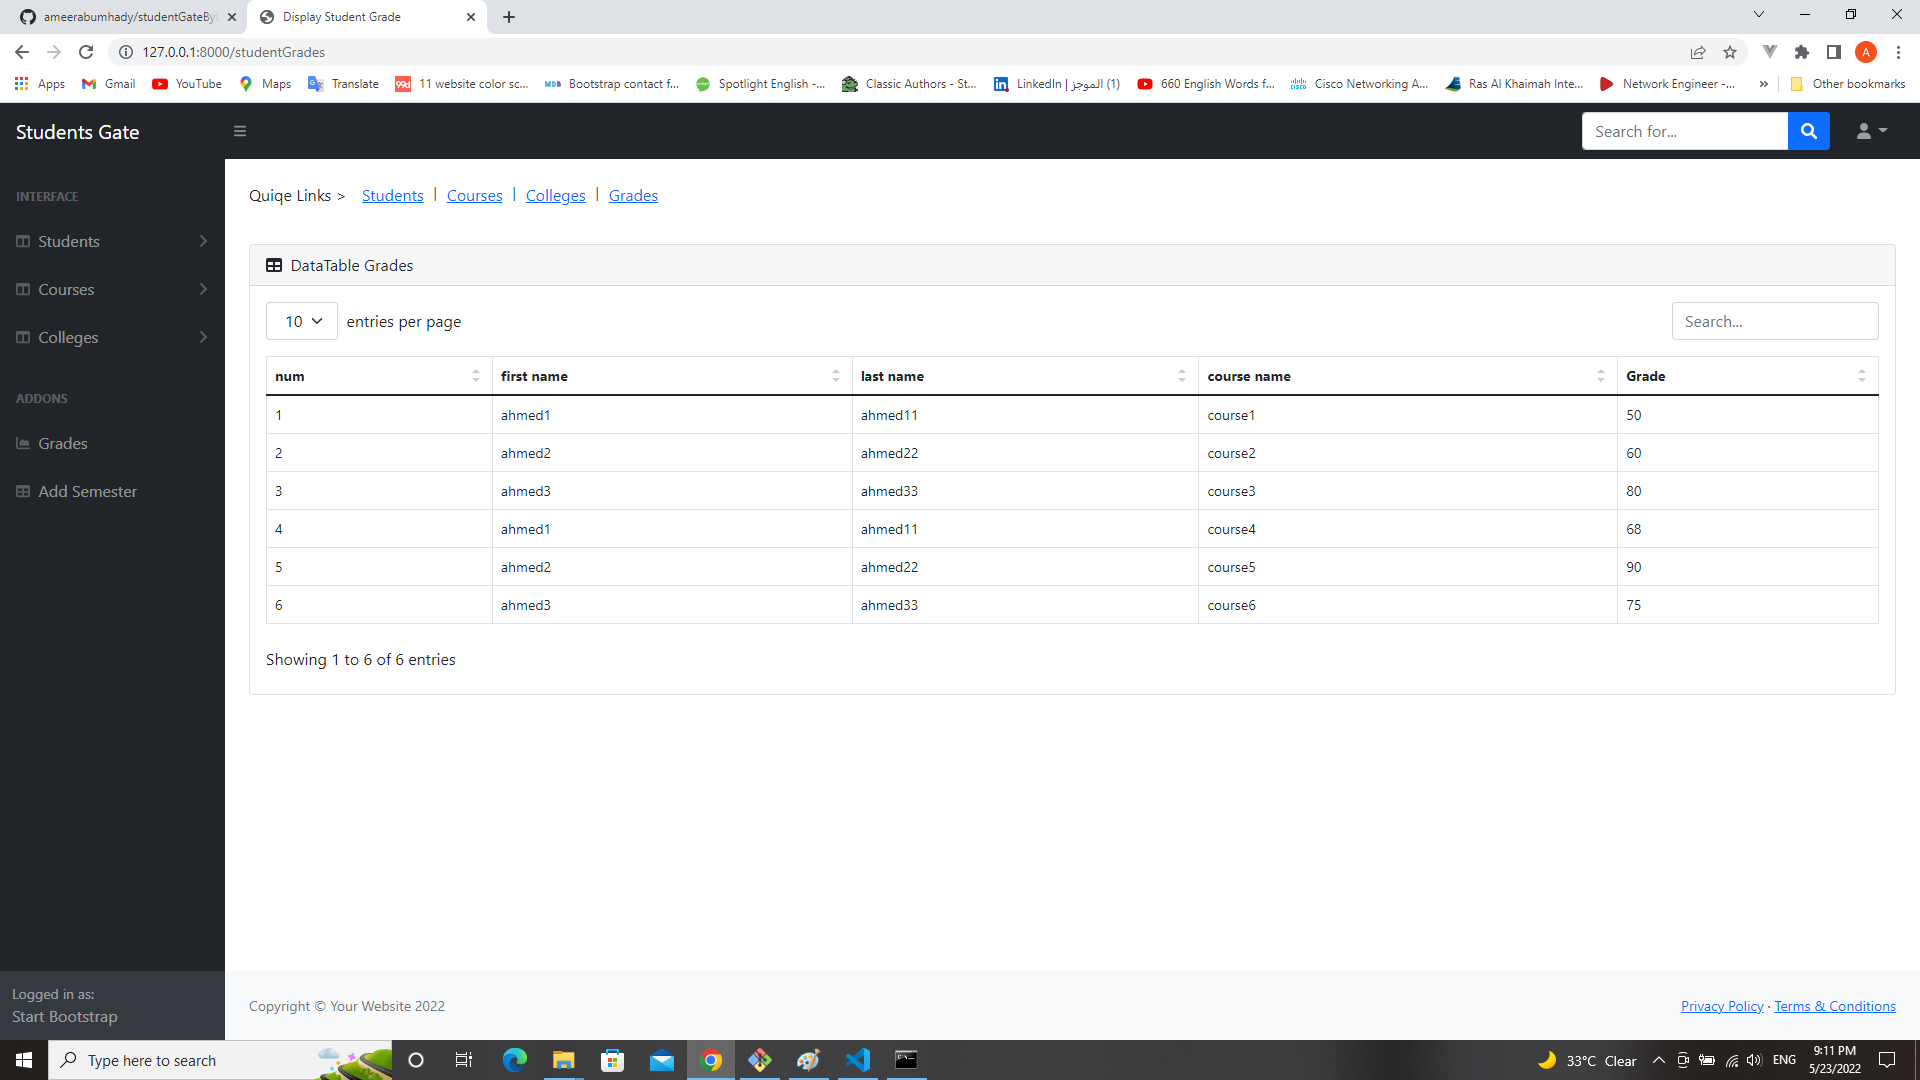 ameerabumhady/studentGateBy
Display Student Grade
127.0.0.1:8000/studentGrades
A
Apps
Gmail
YouTube
Maps
Translate
11 website color sc...
Bootstrap contact f...
Spotlight English -...
Classic Authors - St...
LinkedIn | الموجز (1)
660 English Words f...
Cisco Networking A...
Ras Al Khaimah Inte...
Network Engineer -...
Other bookmarks
Students Gate
Search for...
INTERFACE
Students
Courses
Colleges
ADDONS
Grades
Add Semester
Logged in as:
Start Bootstrap
Quiqe Links > Students | Courses | Colleges | Grades
DataTable Grades
10 entries per page
Search...
num first name last name course name Grade
1 ahmed1 ahmed11 course1 50
2 ahmed2 ahmed22 course2 60
3 ahmed3 ahmed33 course3 80
4 ahmed1 ahmed11 course4 68
5 ahmed2 ahmed22 course5 90
6 ahmed3 ahmed33 course6 75
Showing 1 to 6 of 6 entries
Copyright © Your Website 2022
Privacy Policy · Terms & Conditions
Type here to search
33°C Clear
ENG
9:11 PM
5/23/2022